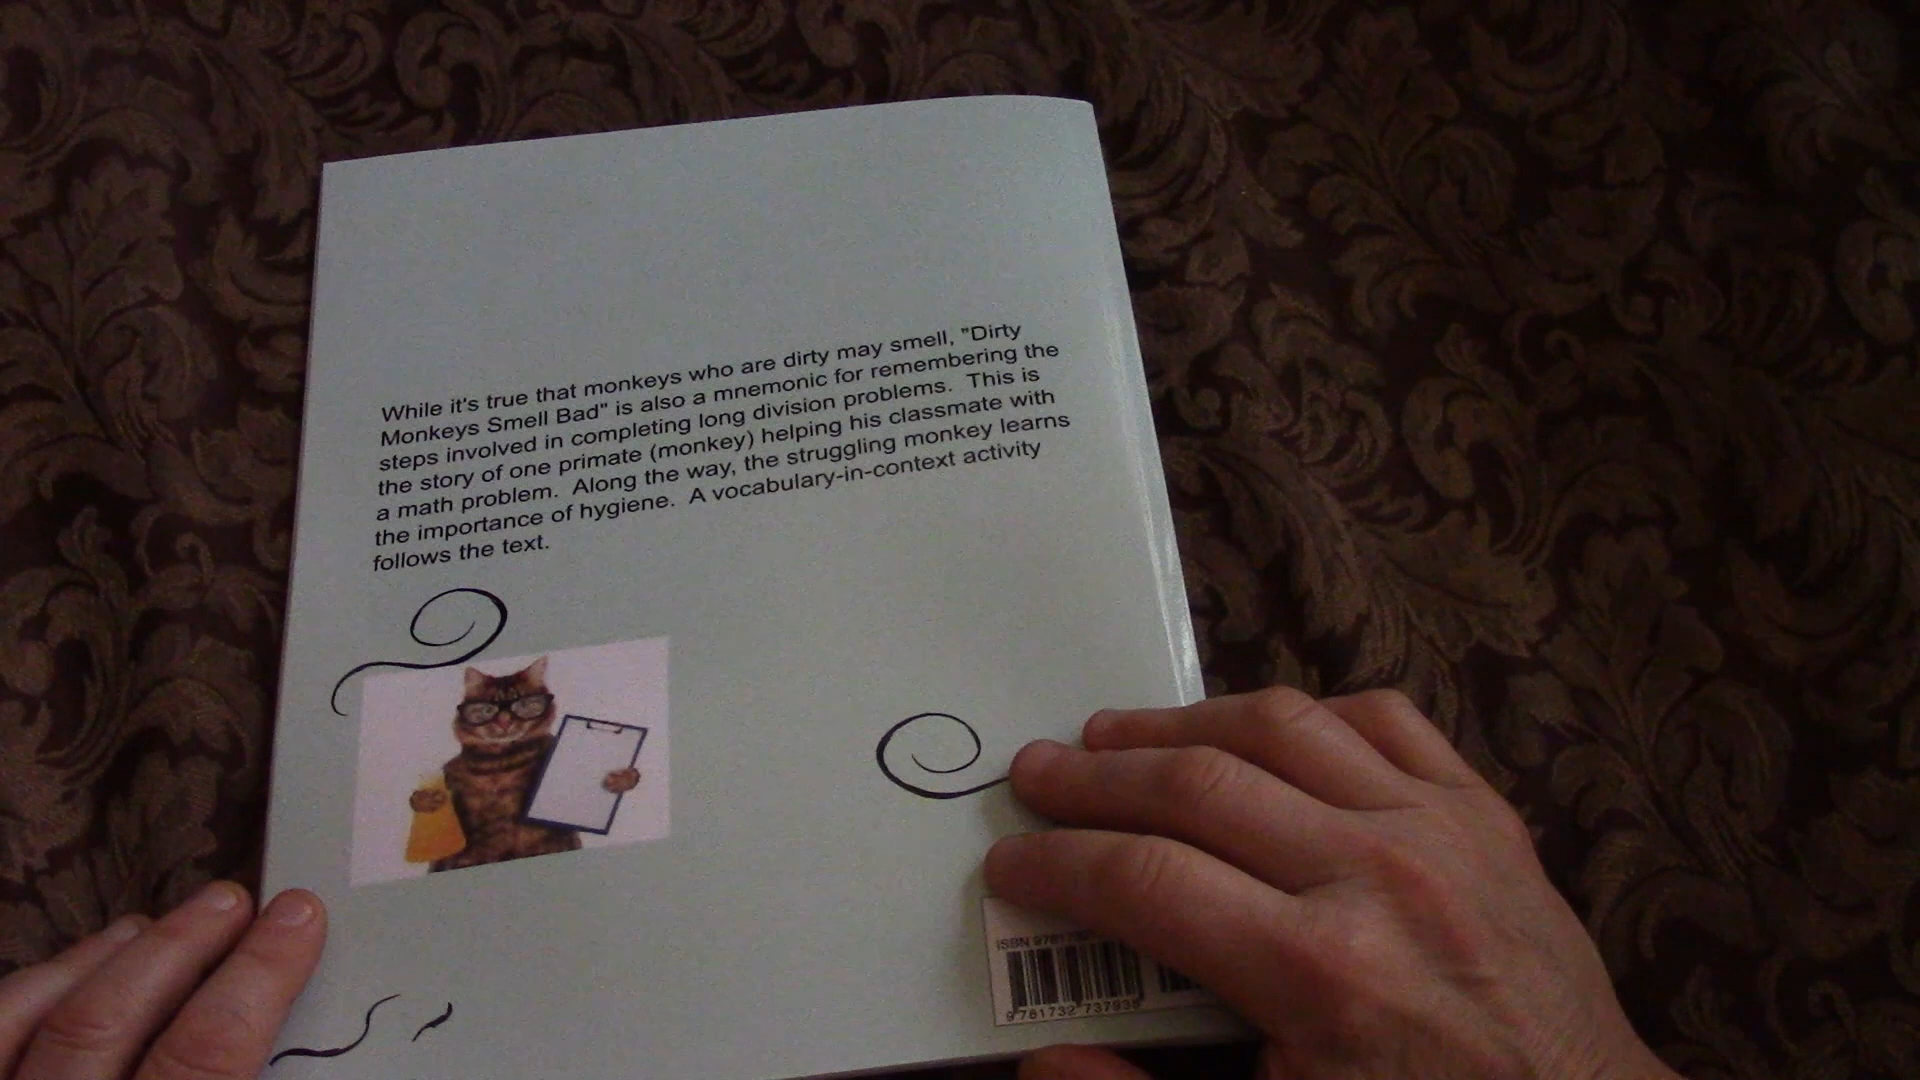 While it's true that monkeys who are dirty may smell, "Dirty
Monkeys Smell Bad" is also a mnemonic for remembering the
steps involved in completing long division problems.  This is
the story of one primate (monkey) helping his classmate with
a math problem.  Along the way, the struggling monkey learns
the importance of hygiene.  A vocabulary-in-context activity
follows the text.
ISBN
9 781732 737938